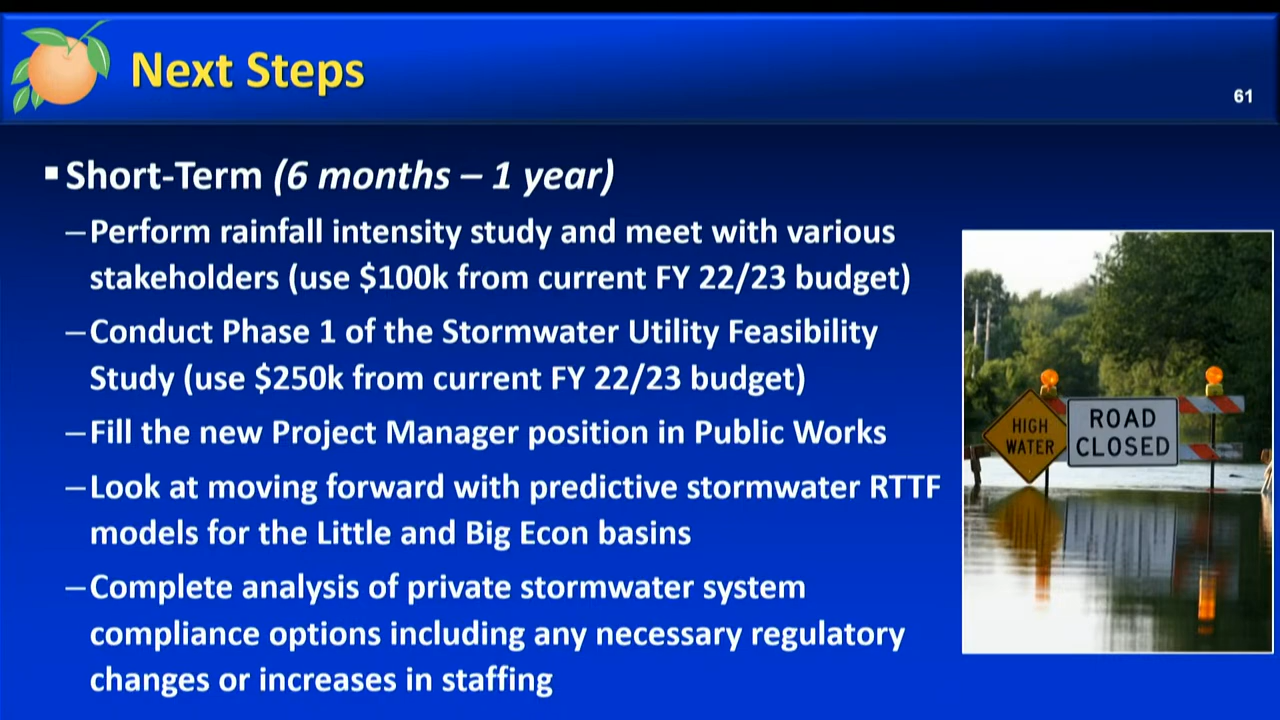 Next Steps
61
▪ Short-Term (6 months – 1 year)
– Perform rainfall intensity study and meet with various
stakeholders (use $100k from current FY 22/23 budget)
– Conduct Phase 1 of the Stormwater Utility Feasibility
Study (use $250k from current FY 22/23 budget)
– Fill the new Project Manager position in Public Works
– Look at moving forward with predictive stormwater RTTF
models for the Little and Big Econ basins
– Complete analysis of private stormwater system
compliance options including any necessary regulatory
changes or increases in staffing
HIGH
WATER
ROAD
CLOSED